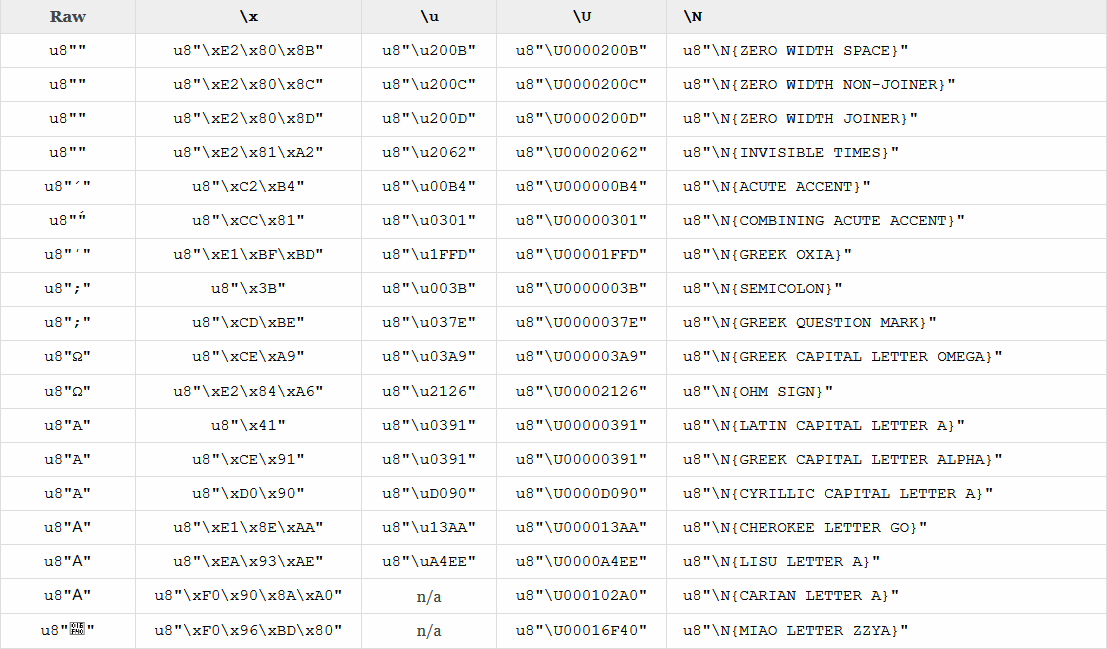 Raw \x \u \U \N
u8"" u8"\xE2\x80\x8B" u8"\u200B" u8"\U0000200B" u8"\N{ZERO WIDTH SPACE}"
u8"" u8"\xE2\x80\x8C" u8"\u200C" u8"\U0000200C" u8"\N{ZERO WIDTH NON-JOINER}"
u8"" u8"\xE2\x80\x8D" u8"\u200D" u8"\U0000200D" u8"\N{ZERO WIDTH JOINER}"
u8"" u8"\xE2\x81\xA2" u8"\u2062" u8"\U00002062" u8"\N{INVISIBLE TIMES}"
u8"´" u8"\xC2\xB4" u8"\u00B4" u8"\U000000B4" u8"\N{ACUTE ACCENT}"
u8"́" u8"\xCC\x81" u8"\u0301" u8"\U00000301" u8"\N{COMBINING ACUTE ACCENT}"
u8"´" u8"\xE1\xBF\xBD" u8"\u1FFD" u8"\U00001FFD" u8"\N{GREEK OXIA}"
u8";" u8"\x3B" u8"\u003B" u8"\U0000003B" u8"\N{SEMICOLON}"
u8";" u8"\xCD\xBE" u8"\u037E" u8"\U0000037E" u8"\N{GREEK QUESTION MARK}"
u8"Ω" u8"\xCE\xA9" u8"\u03A9" u8"\U000003A9" u8"\N{GREEK CAPITAL LETTER OMEGA}"
u8"Ω" u8"\xE2\x84\xA6" u8"\u2126" u8"\U00002126" u8"\N{OHM SIGN}"
u8"A" u8"\x41" u8"\u0391" u8"\U00000391" u8"\N{LATIN CAPITAL LETTER A}"
u8"Α" u8"\xCE\x91" u8"\u0391" u8"\U00000391" u8"\N{GREEK CAPITAL LETTER ALPHA}"
u8"А" u8"\xD0\x90" u8"\uD090" u8"\U0000D090" u8"\N{CYRILLIC CAPITAL LETTER A}"
u8"Ꭺ" u8"\xE1\x8E\xAA" u8"\u13AA" u8"\U000013AA" u8"\N{CHEROKEE LETTER GO}"
u8"ꓮ" u8"\xEA\x93\xAE" u8"\uA4EE" u8"\U0000A4EE" u8"\N{LISU LETTER A}"
u8"𐊠" u8"\xF0\x90\x8A\xA0" n/a u8"\U000102A0" u8"\N{CARIAN LETTER A}"
u8"𖽀" u8"\xF0\x96\xBD\x80" n/a u8"\U00016F40" u8"\N{MIAO LETTER ZZYA}"